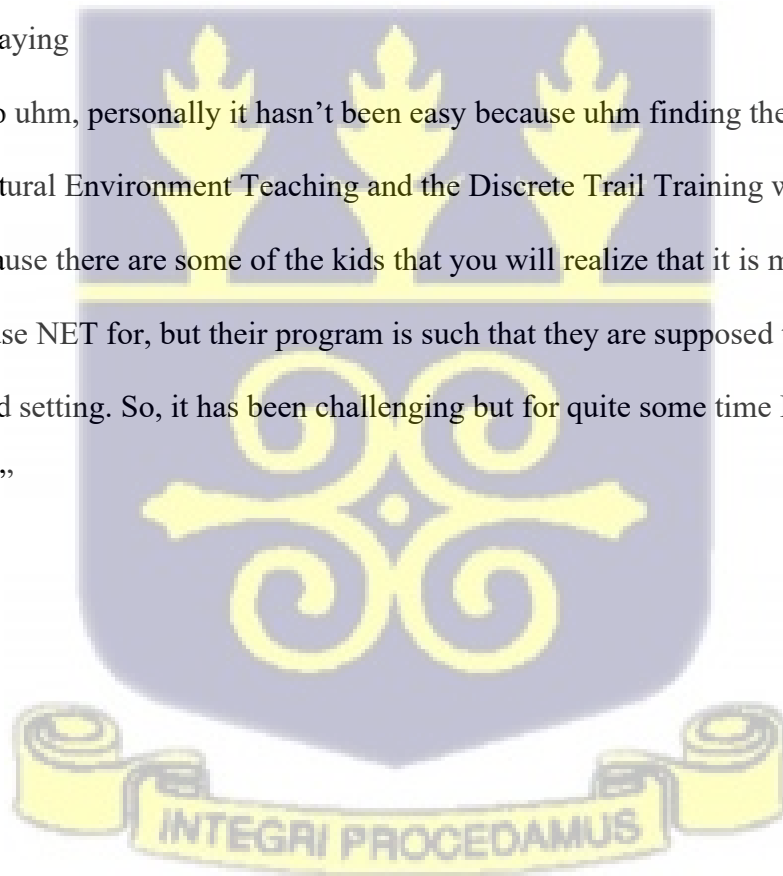 aying
o uhm, personally it hasn’t been easy because uhm finding the
tural Environment Teaching and the Discrete Trail Training w
ause there are some of the kids that you will realize that it is m
se NET for, but their program is such that they are supposed
d setting. So, it has been challenging but for quite some time
”
INTEGRI PROCEDAMUS